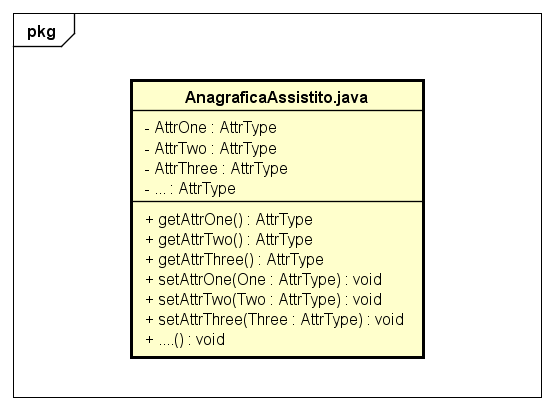 pkg
AnagraficaAssistito.java
- AttrOne : AttrType
- AttrTwo : AttrType
- AttrThree : AttrType
- ... : AttrType
+ getAttrOne() : AttrType
+ getAttrTwo() : AttrType
+ getAttrThree() : AttrType
+ setAttrOne(One : AttrType) : void
+ setAttrTwo(Two : AttrType) : void
+ setAttrThree(Three : AttrType) : void
+ ....() : void